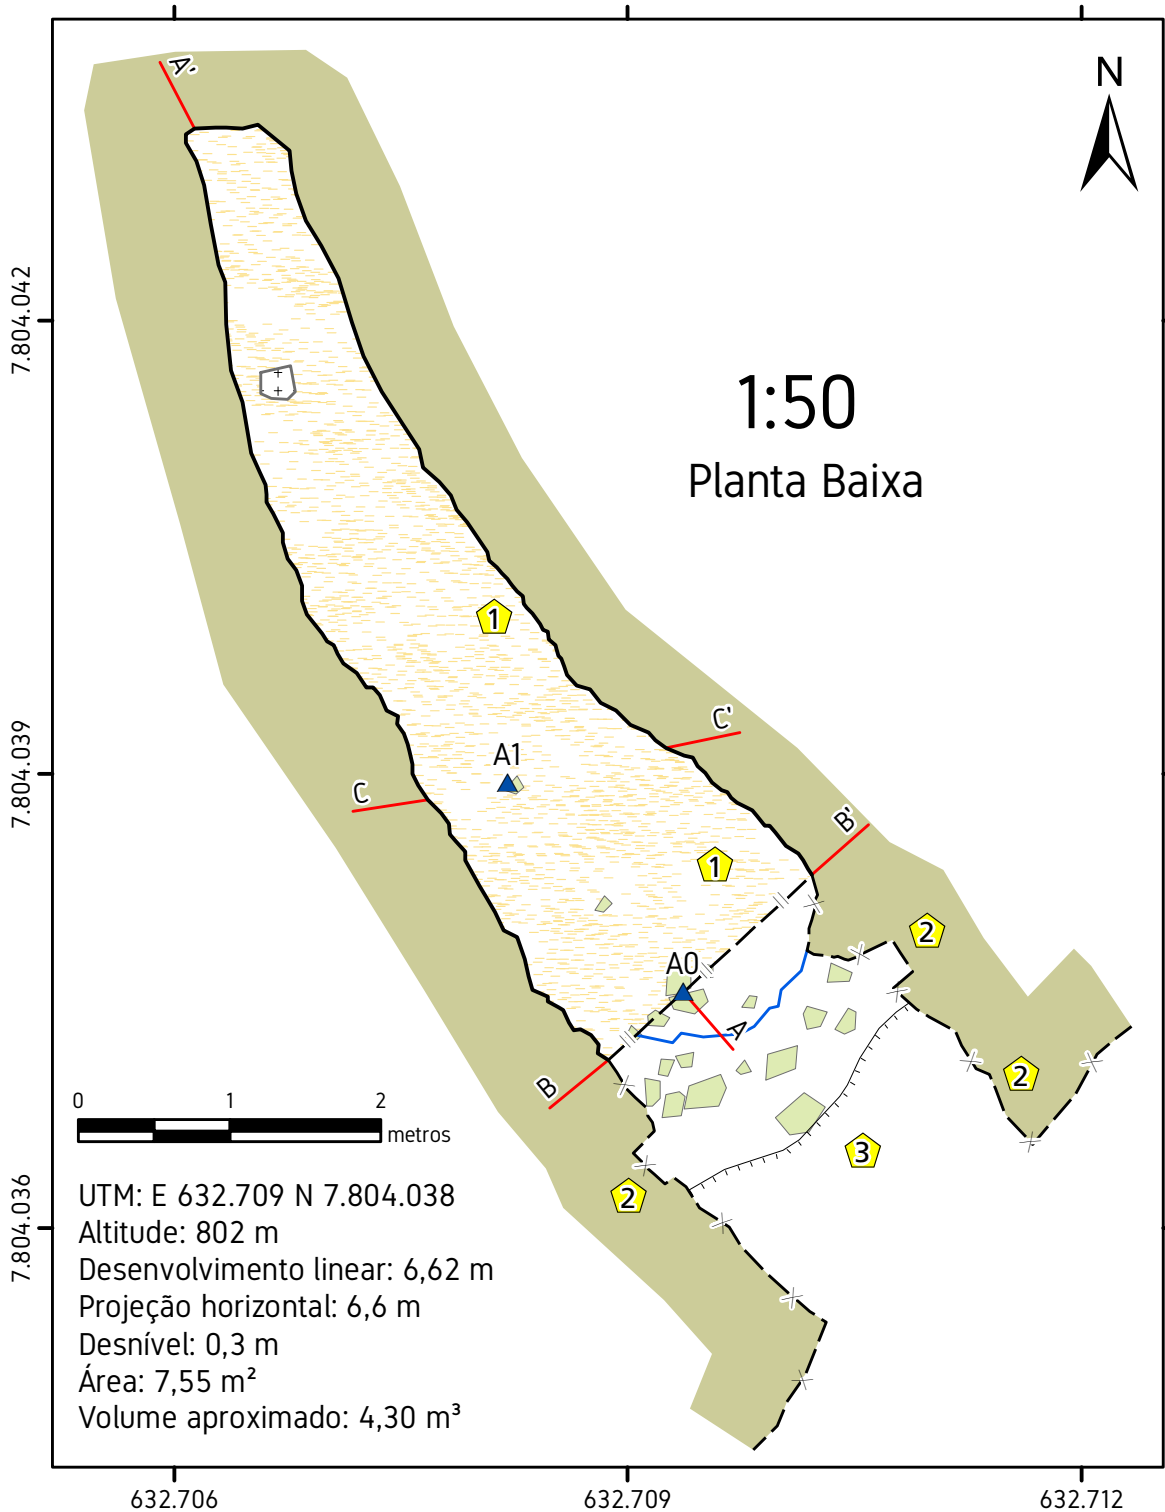 A'
N
7.804.042
1:50
Planta Baixa
1
C'
A1
7.804.039
C
B'
1
2
A0
A
2
B
0 1 2
metros
3
2
UTM: E 632.709 N 7.804.038
7.804.036
Altitude: 802 m
Desenvolvimento linear: 6,62 m
Projeção horizontal: 6,6 m
Desnível: 0,3 m
Área: 7,55 m²
Volume aproximado: 4,30 m³
632.706 632.709 632.712